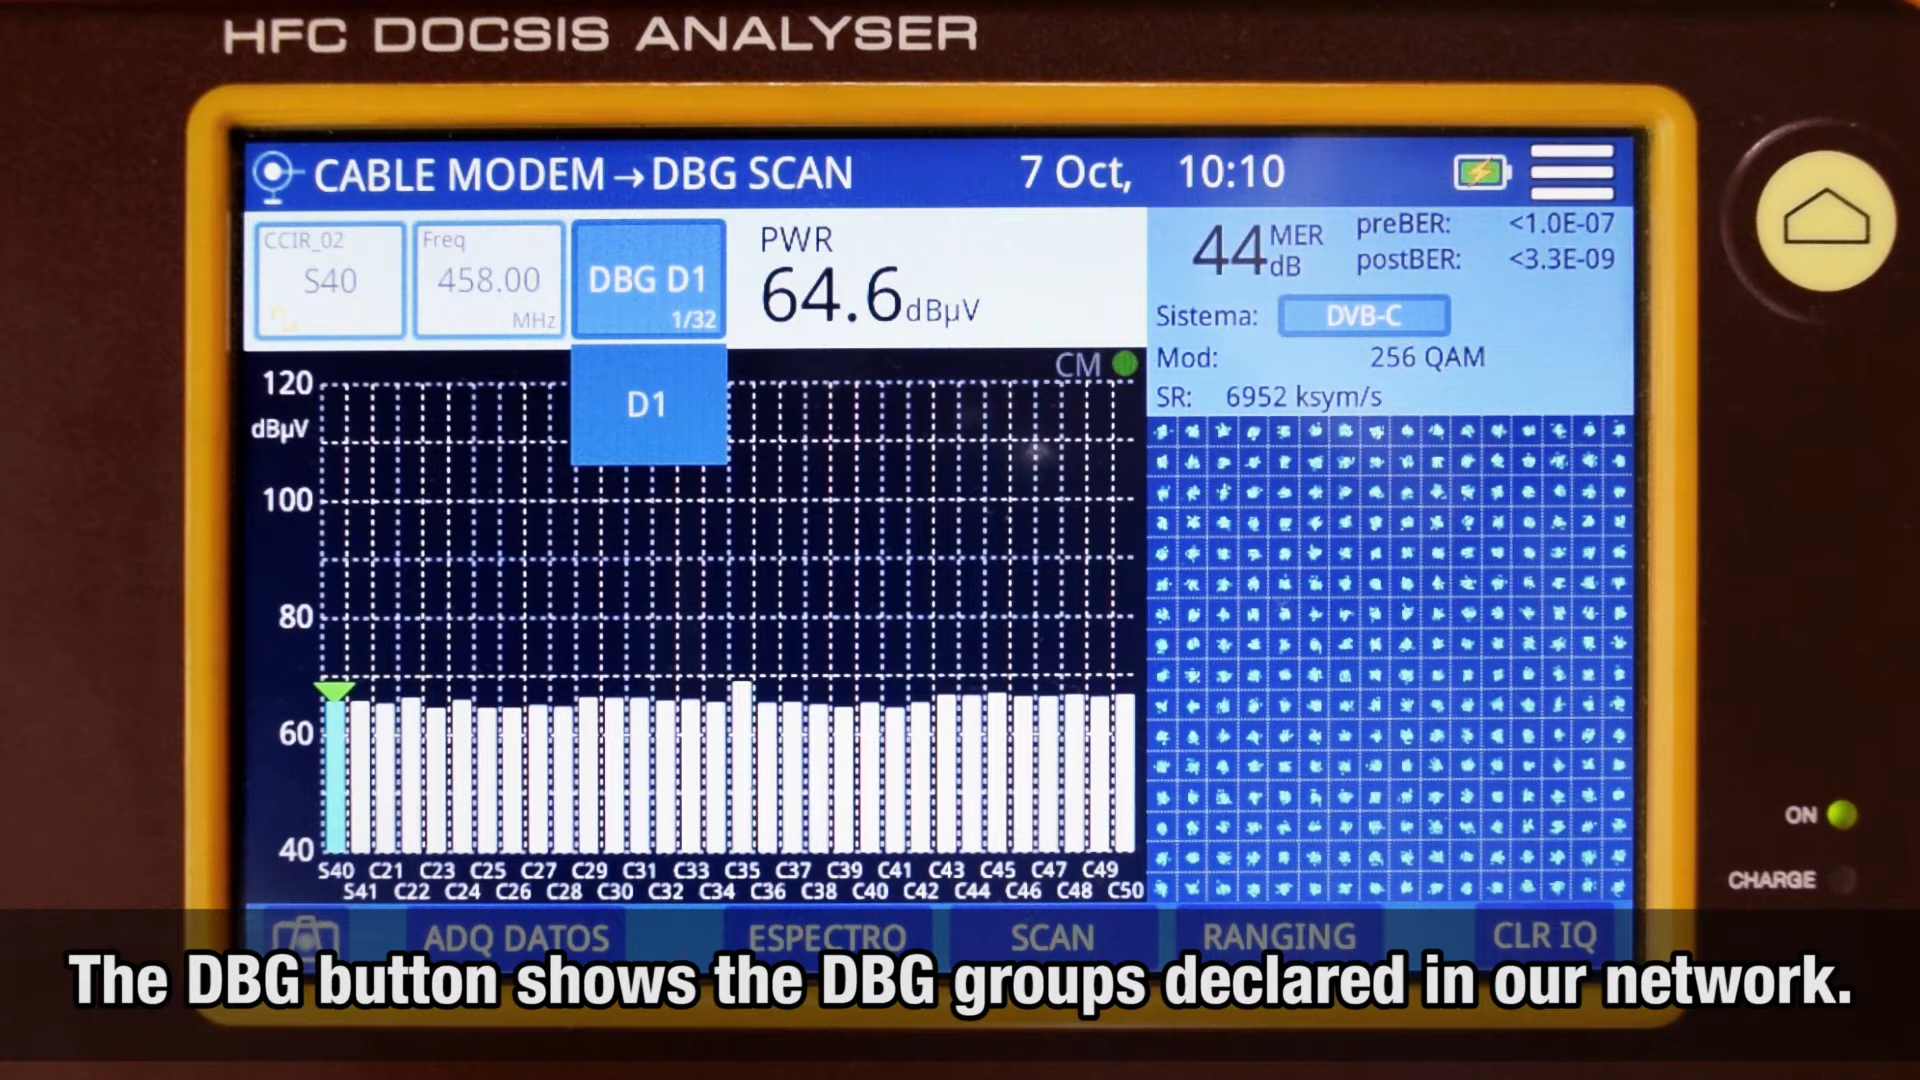 HFC DOCSIS ANALYSER
CABLE MODEM→DBG SCAN 7 Oct, 10:10
CCIR_02
S40
Freq
458.00
MHz
DBG D1
1/32
D1
PWR
64.6 dBµV
44 MER dB
preBER: <1.0E-07
postBER: <3.3E-09
Sistema: DVB-C
Mod: 256 QAM
SR: 6952 ksym/s
CM
120
dBµV
100
80
60
40
S40 C21 C23 C25 C27 C29 C31 C33 C35 C37 C39 C41 C43 C45 C47 C49
S41 C22 C24 C26 C28 C30 C32 C34 C36 C38 C40 C42 C44 C46 C48 C50
ADQ DATOS ESPECTRO SCAN RANGING CLR IQ
ON
CHARGE
The DBG button shows the DBG groups declared in our network.